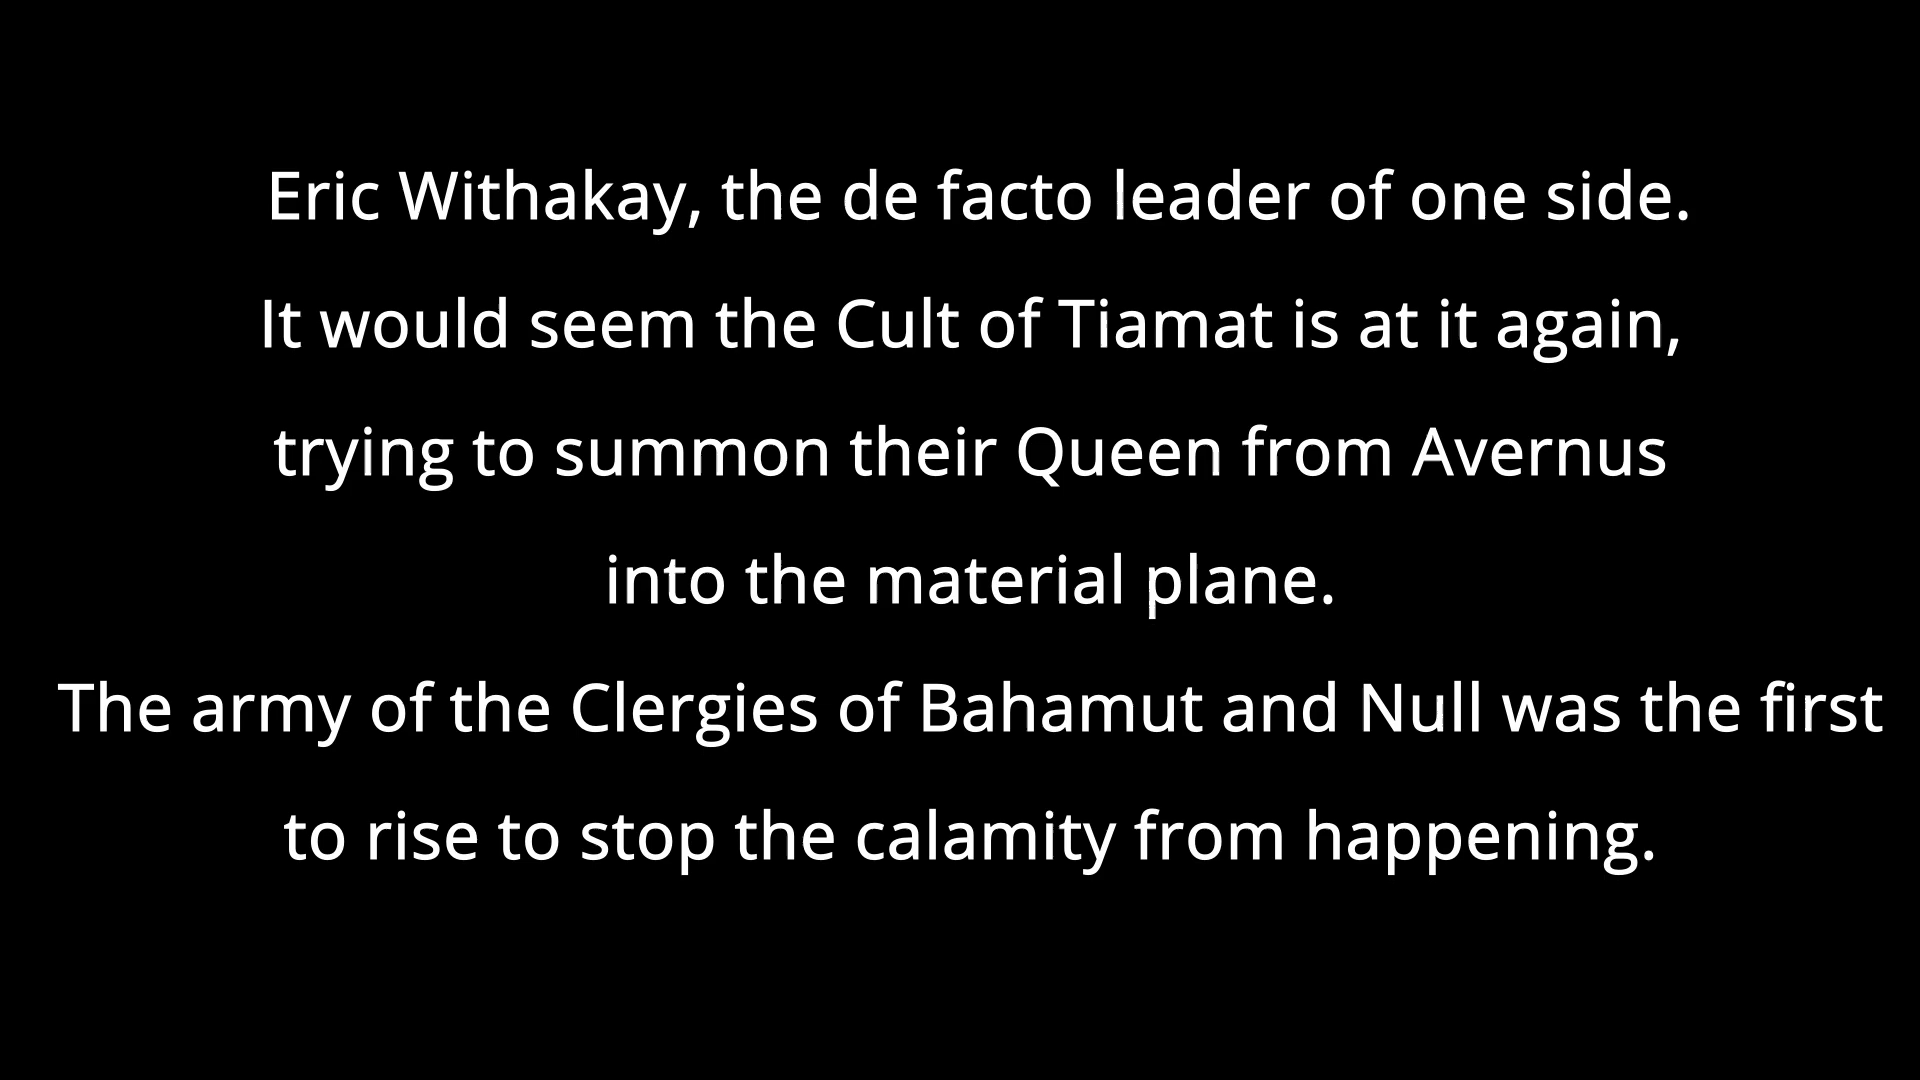 Eric Withakay, the de facto leader of one side.
It would seem the Cult of Tiamat is at it again,
trying to summon their Queen from Avernus
into the material plane.
The army of the Clergies of Bahamut and Null was the first
to rise to stop the calamity from happening.